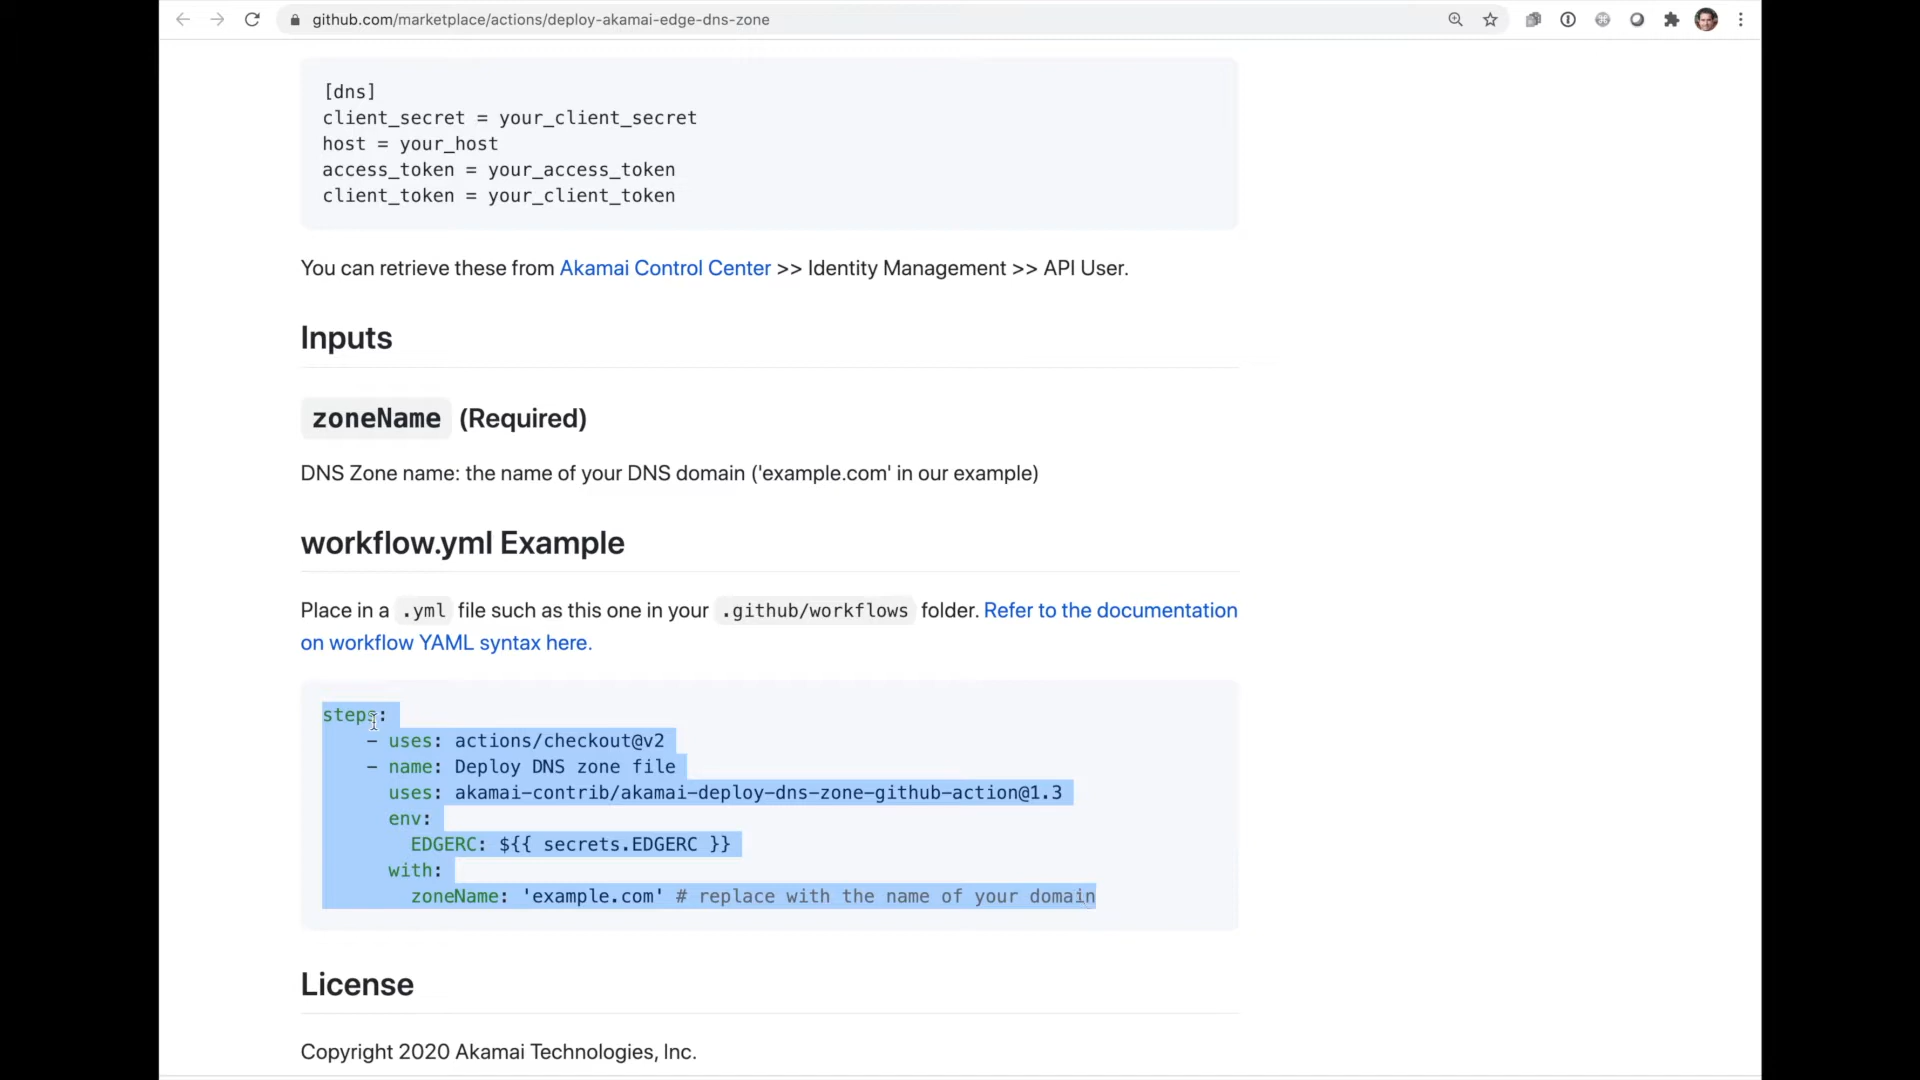 github.com/marketplace/actions/deploy-akamai-edge-dns-zone
[dns]
client_secret = your_client_secret
host = your_host
access_token = your_access_token
client_token = your_client_token
You can retrieve these from Akamai Control Center >> Identity Management >> API User.
Inputs
zoneName (Required)
DNS Zone name: the name of your DNS domain ('example.com' in our example)
workflow.yml Example
Place in a .yml file such as this one in your .github/workflows folder. Refer to the documentation
on workflow YAML syntax here.
steps:
    - uses: actions/checkout@v2
    - name: Deploy DNS zone file
      uses: akamai-contrib/akamai-deploy-dns-zone-github-action@1.3
      env:
        EDGERC: ${{ secrets.EDGERC }}
      with:
        zoneName: 'example.com' # replace with the name of your domain
License
Copyright 2020 Akamai Technologies, Inc.